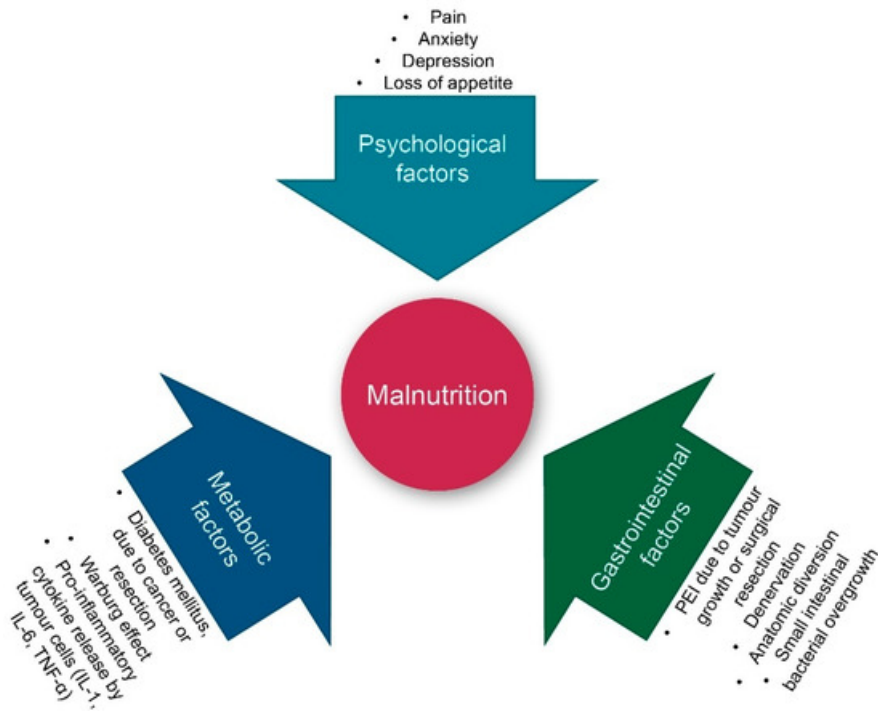 • Pain
• Anxiety
• Depression
• Loss of appetite
Psychological
factors
Malnutrition
Metabolic
factors
• Diabetes mellitus,
due to cancer or
resection
• Warburg effect
• Pro-inflammatory
cytokine release by
tumour cells (IL-1,
IL-6, TNF-α)
Gastrointestinal
factors
• PEI due to tumour
growth or surgical
resection
• Denervation
• Anatomic diversion
• Small intestinal
bacterial overgrowth